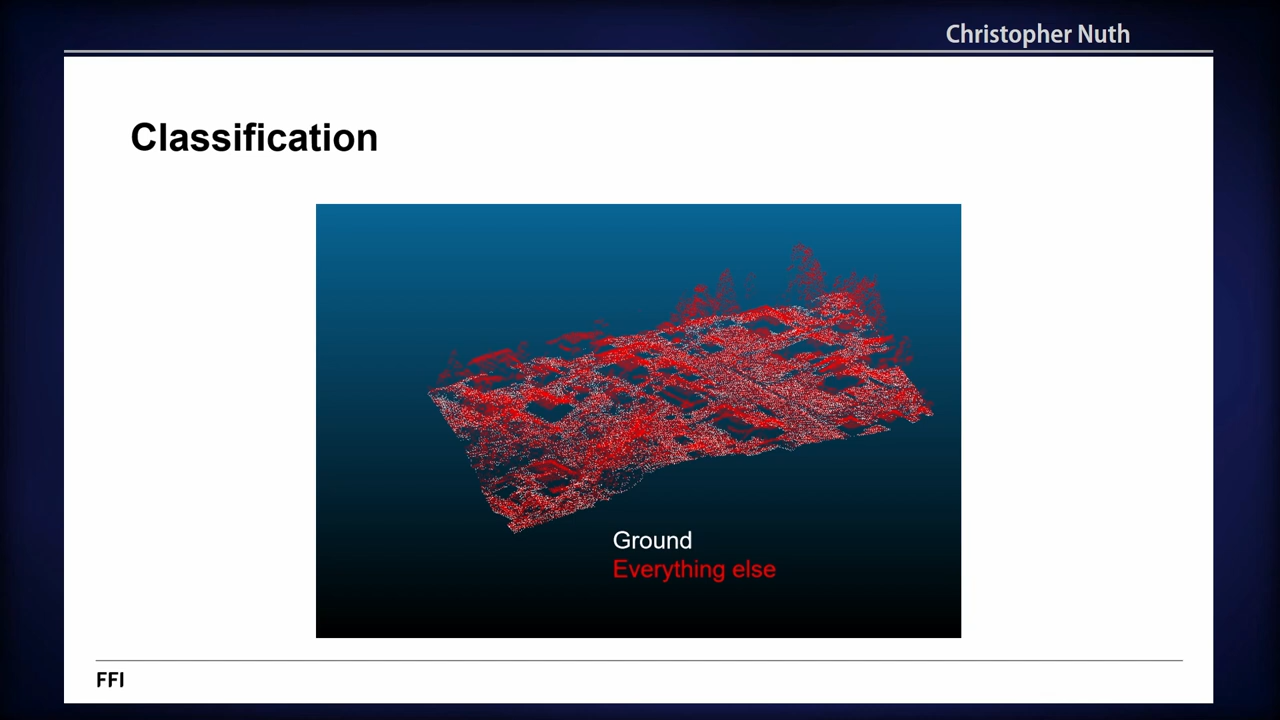 Christopher Nuth
Classification
Ground
Everything else
FFI